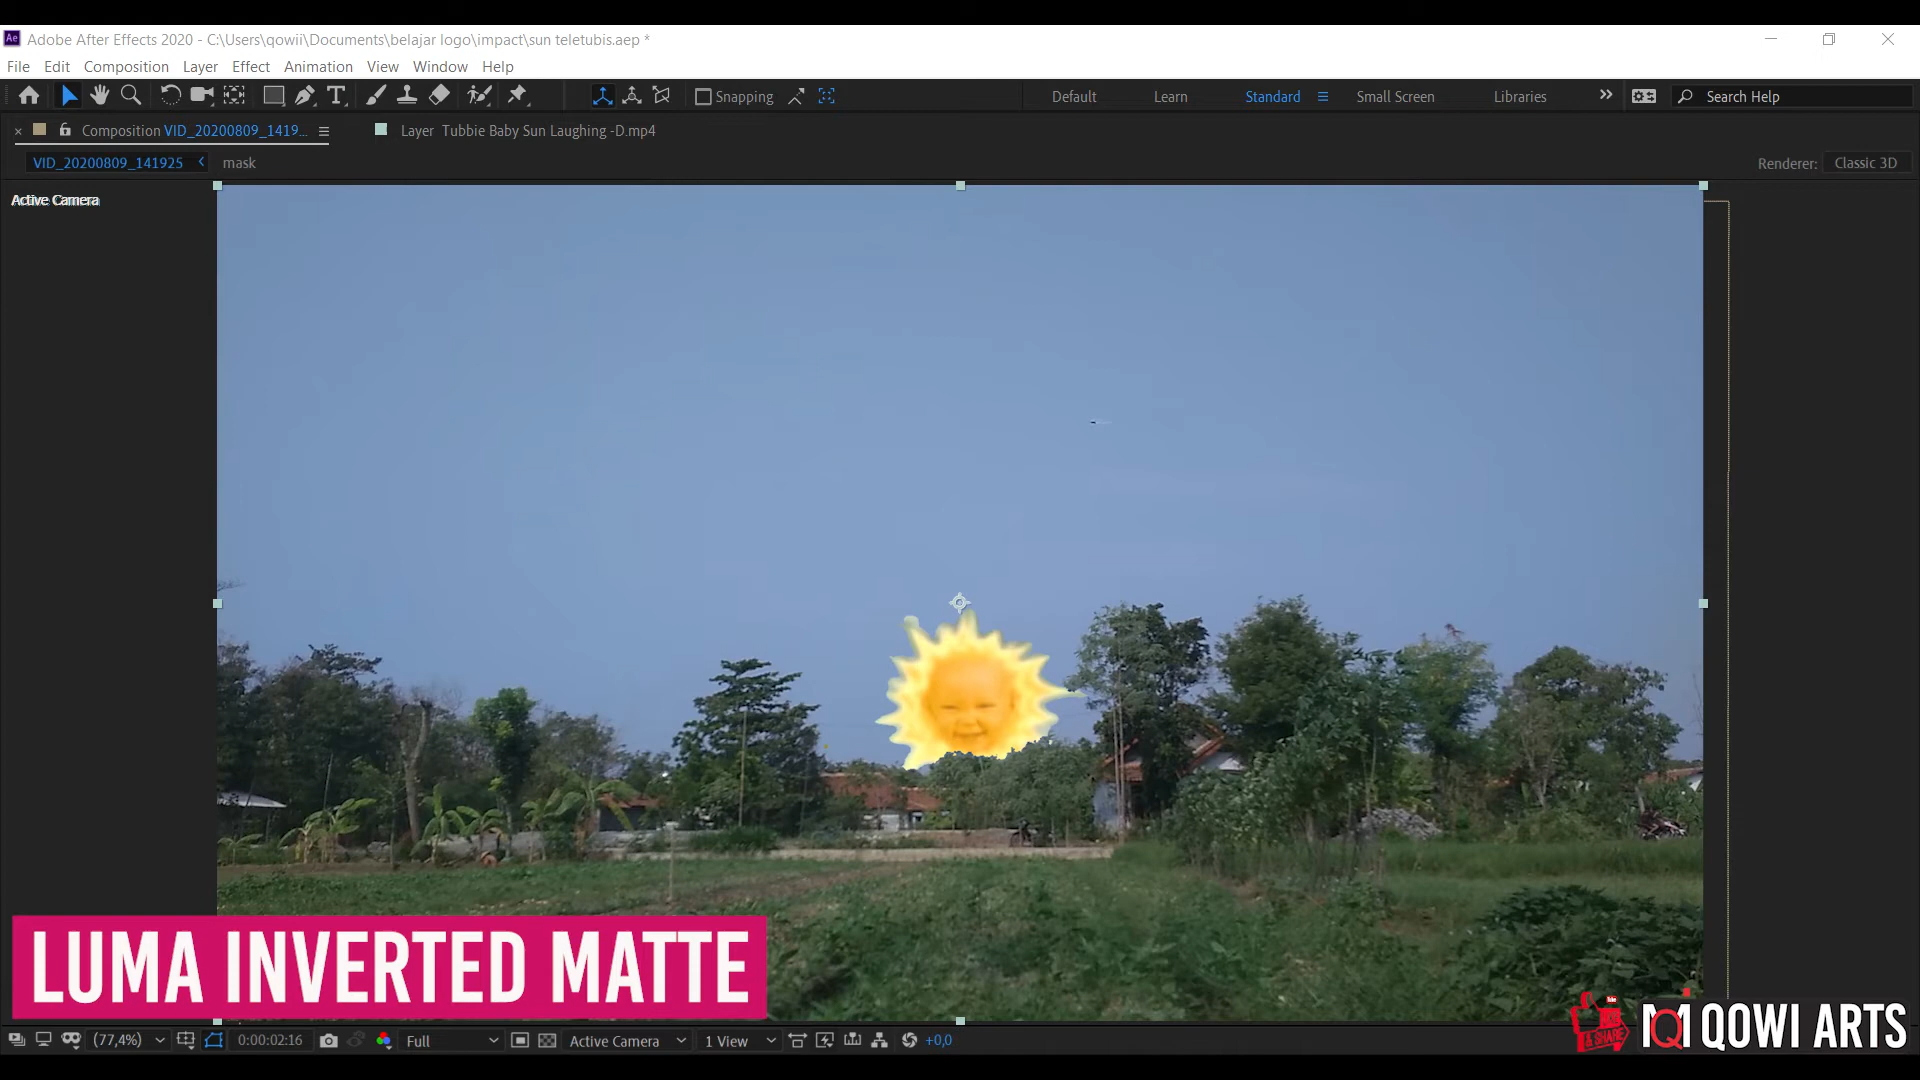 Adobe After Effects 2020 - C:\Users\qowii\Documents\belajar logo\impact\sun teletubis.aep *
File Edit Composition Layer Effect Animation View Window Help
Snapping Default Learn Standard Small Screen Libraries Search Help
Composition VID_20200809_1419... Layer Tubbie Baby Sun Laughing -D.mp4
VID_20200809_141925 mask Renderer: Classic 3D
Active Camera
LUMA INVERTED MATTE
QOWI ARTS
(77,4%) 0:00:02:16 Full Active Camera 1 View +0,0